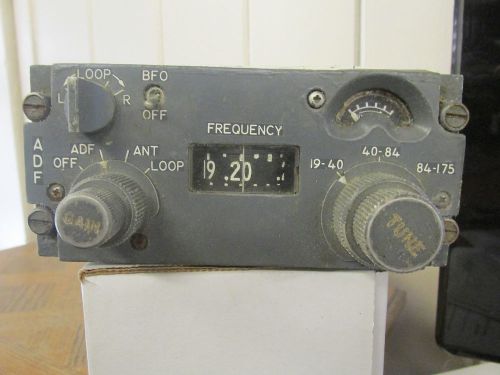 LOOP
L R
BFO
OFF
FREQUENCY
19 .20
ADF
OFF ADF ANT LOOP
GAIN
19-40 40-84 84-175
TUNE